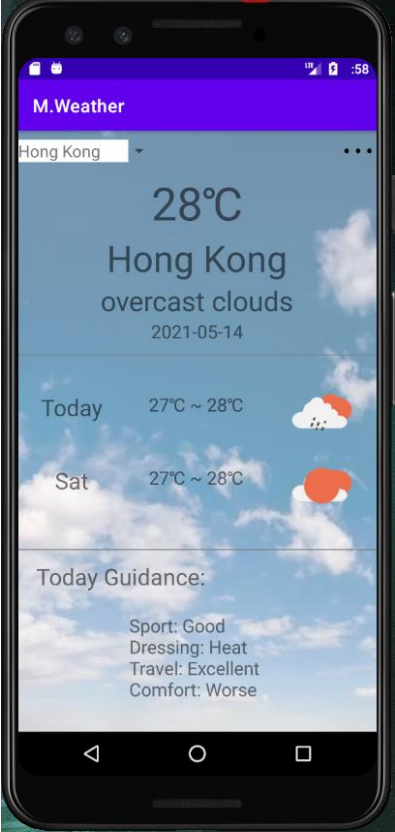 LTE :58
M.Weather
Hong Kong
28℃
Hong Kong
overcast clouds
2021-05-14
Today 27℃ ~ 28℃
Sat 27℃ ~ 28℃
Today Guidance:
Sport: Good
Dressing: Heat
Travel: Excellent
Comfort: Worse